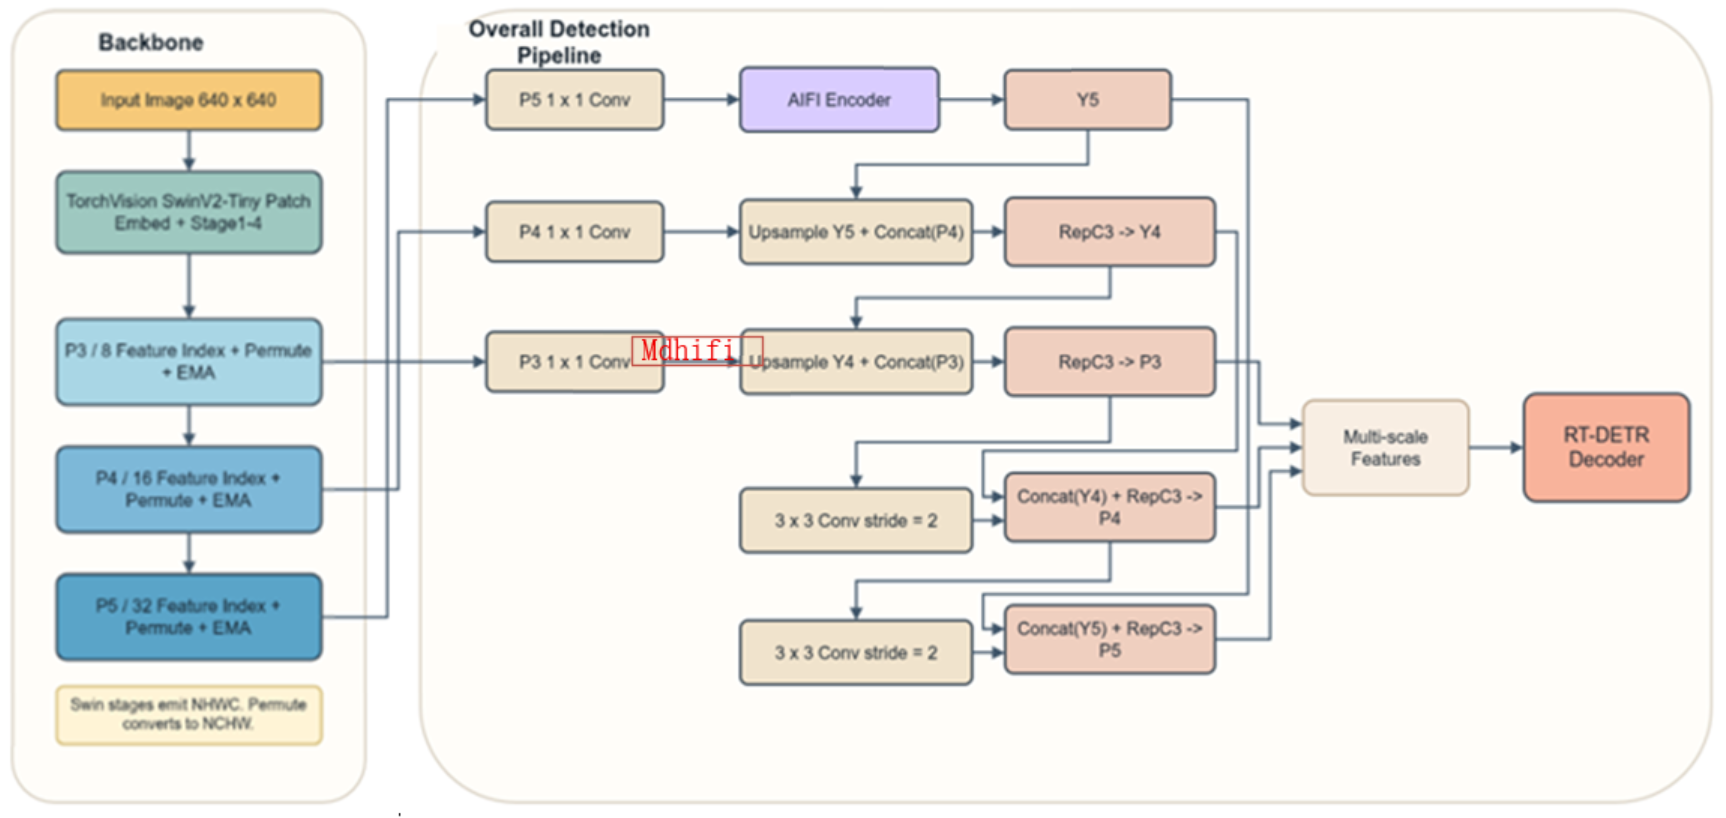 Backbone
Input Image 640 x 640
TorchVision SwinV2-Tiny Patch
Embed + Stage1-4
P3 / 8 Feature Index + Permute
+ EMA
P4 / 16 Feature Index +
Permute + EMA
P5 / 32 Feature Index +
Permute + EMA
Swin stages emit NHWC. Permute
converts to NCHW.
Overall Detection
Pipeline
P5 1 x 1 Conv
AIFI Encoder
Y5
P4 1 x 1 Conv
Upsample Y5 + Concat(P4)
RepC3 -> Y4
P3 1 x 1 Conv
Mdhifi
Upsample Y4 + Concat(P3)
RepC3 -> P3
3 x 3 Conv stride = 2
Concat(Y4) + RepC3 ->
P4
3 x 3 Conv stride = 2
Concat(Y5) + RepC3 ->
P5
Multi-scale
Features
RT-DETR
Decoder